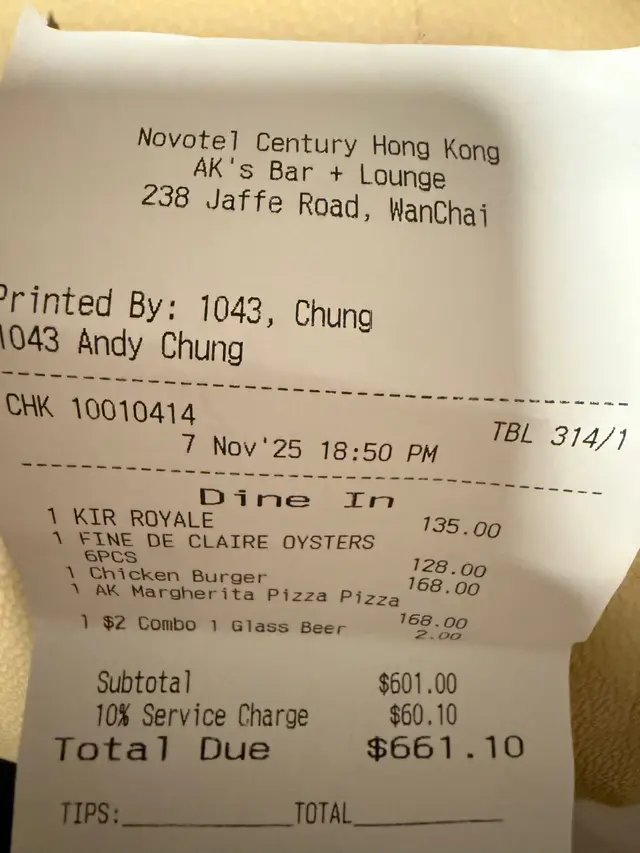 Novotel Century Hong Kong
AK's Bar + Lounge
238 Jaffe Road, WanChai
Printed By: 1043, Chung
1043 Andy Chung
CHK 10010414 TBL 314/1
7 Nov'25 18:50 PM
Dine In
1 KIR ROYALE 135.00
1 FINE DE CLAIRE OYSTERS
6PCS 128.00
1 Chicken Burger 168.00
1 AK Margherita Pizza Pizza
168.00
1 $2 Combo 1 Glass Beer 2.00
Subtotal $601.00
10% Service Charge $60.10
Total Due $661.10
TIPS:____________TOTAL____________